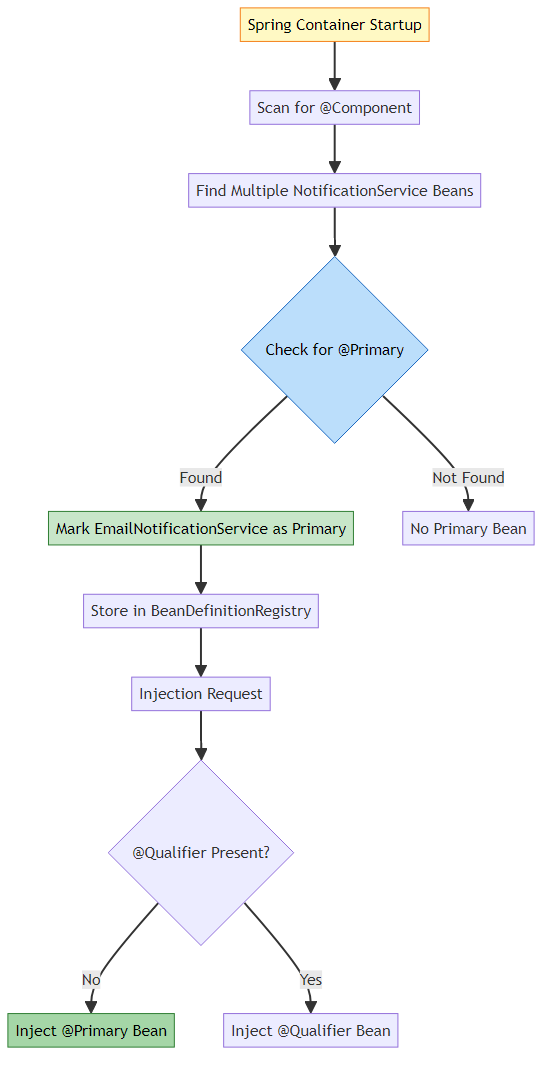 Spring Container Startup
Scan for @Component
Find Multiple NotificationService Beans
Check for @Primary
Found
Not Found
Mark EmailNotificationService as Primary
No Primary Bean
Store in BeanDefinitionRegistry
Injection Request
@Qualifier Present?
No
Yes
Inject @Primary Bean
Inject @Qualifier Bean